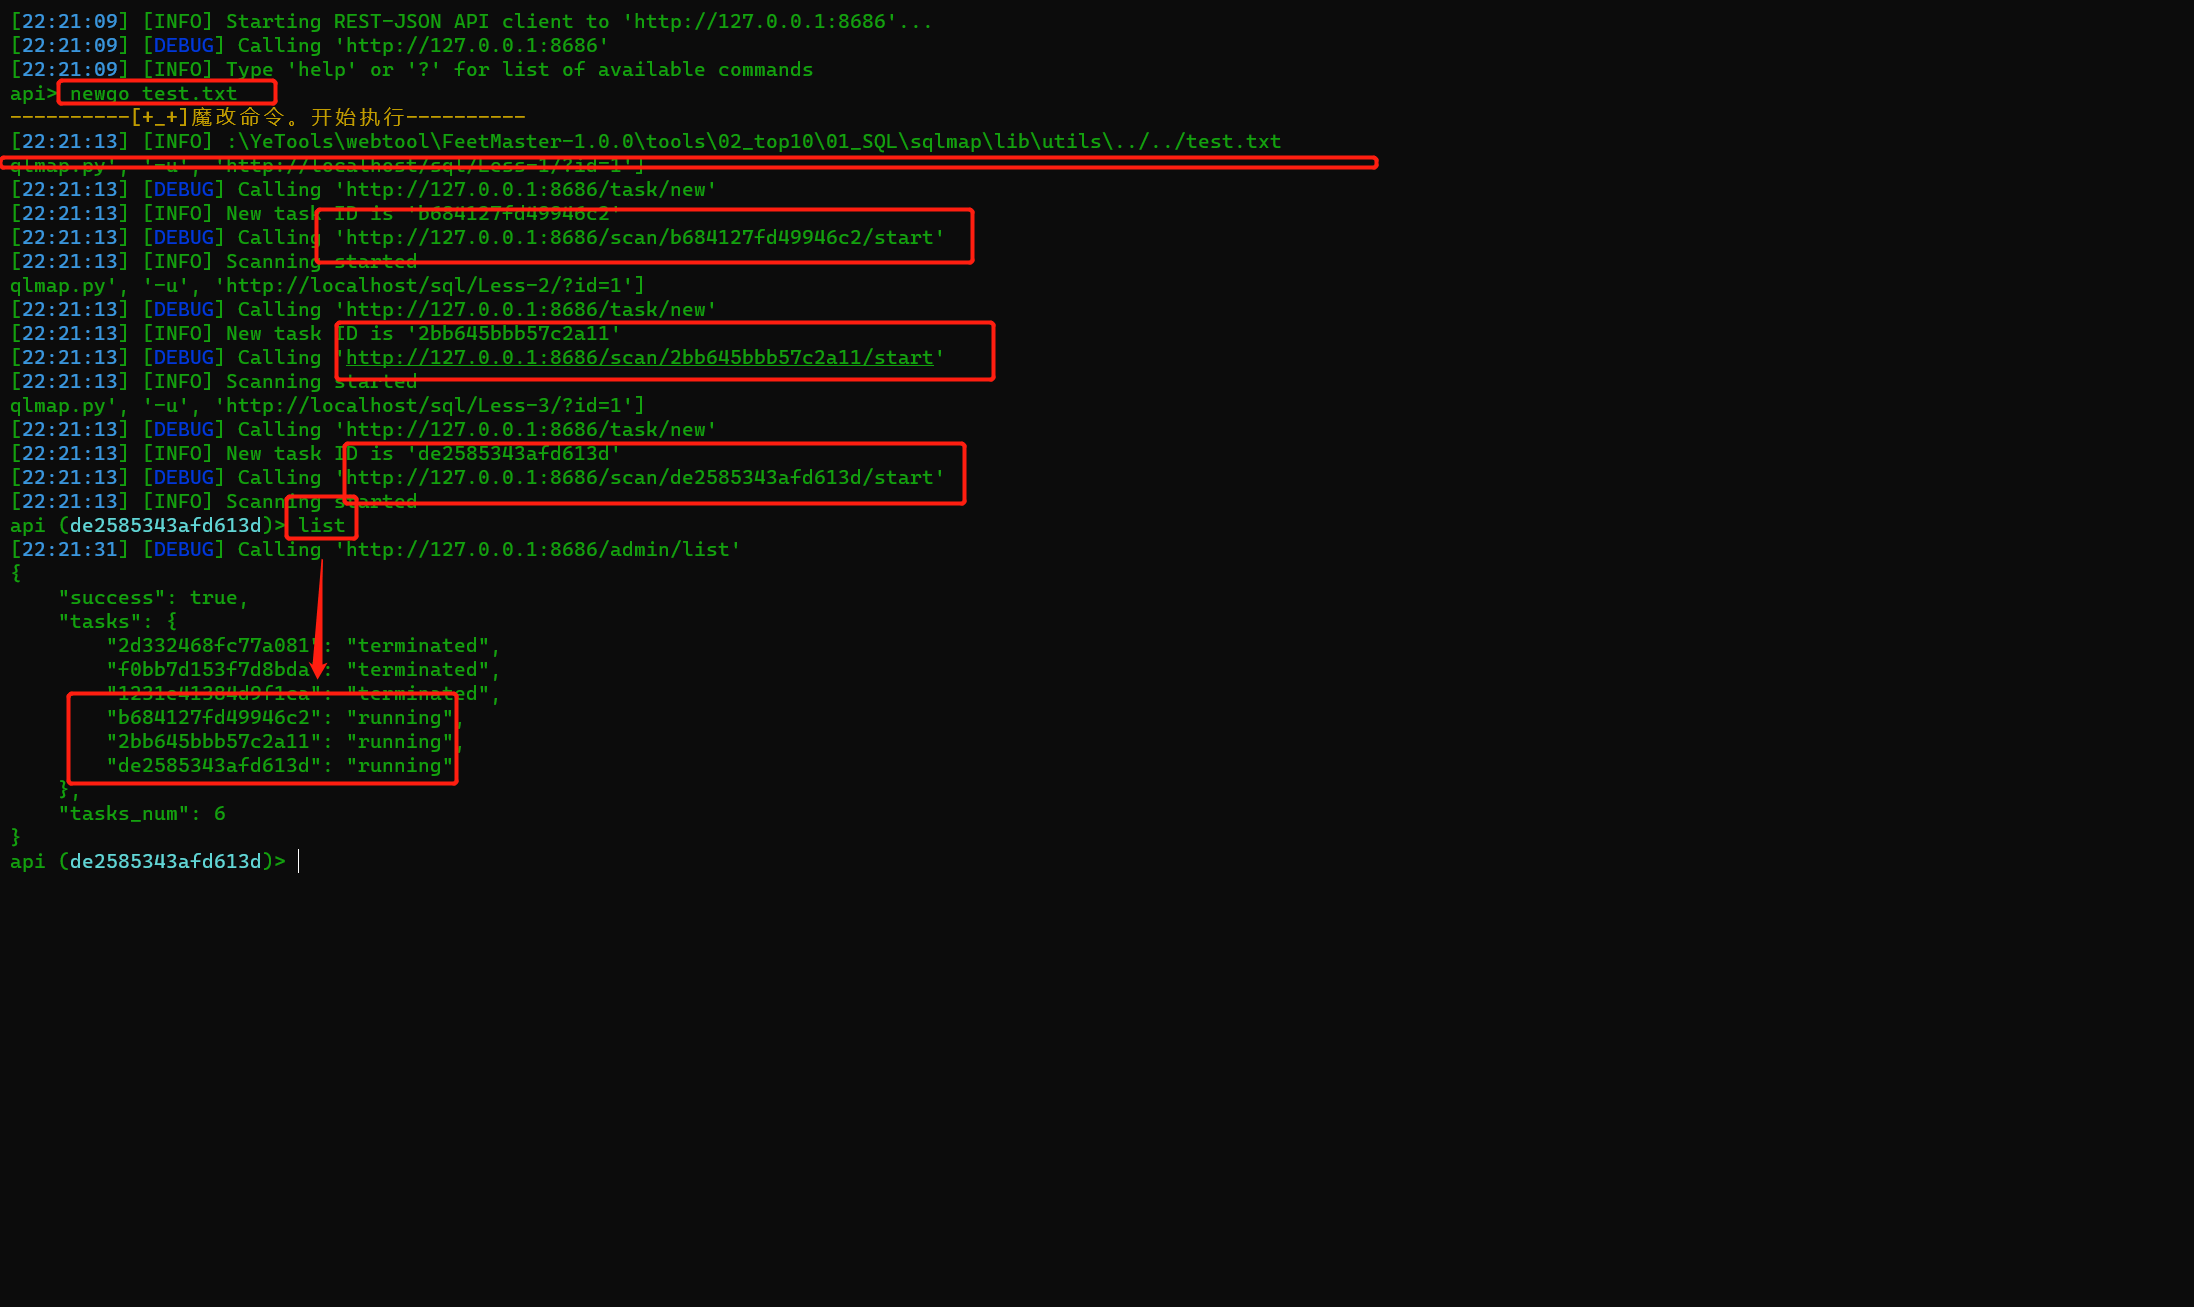 [22:21:09] [INFO] Starting REST-JSON API client to 'http://127.0.0.1:8686'...
[22:21:09] [DEBUG] Calling 'http://127.0.0.1:8686'
[22:21:09] [INFO] Type 'help' or '?' for list of available commands
api> newgo test.txt
----------[+_+]魔改命令。开始执行----------
[22:21:13] [INFO] :\YeTools\webtool\FeetMaster-1.0.0\tools\02_top10\01_SQL\sqlmap\lib\utils\../../test.txt
qlmap.py', '-u', 'http://localhost/sql/Less-1/?id=1']
[22:21:13] [DEBUG] Calling 'http://127.0.0.1:8686/task/new'
[22:21:13] [INFO] New task ID is 'b684127fd49946c2'
[22:21:13] [DEBUG] Calling 'http://127.0.0.1:8686/scan/b684127fd49946c2/start'
[22:21:13] [INFO] Scanning started
qlmap.py', '-u', 'http://localhost/sql/Less-2/?id=1']
[22:21:13] [DEBUG] Calling 'http://127.0.0.1:8686/task/new'
[22:21:13] [INFO] New task ID is '2bb645bbb57c2a11'
[22:21:13] [DEBUG] Calling 'http://127.0.0.1:8686/scan/2bb645bbb57c2a11/start'
[22:21:13] [INFO] Scanning started
qlmap.py', '-u', 'http://localhost/sql/Less-3/?id=1']
[22:21:13] [DEBUG] Calling 'http://127.0.0.1:8686/task/new'
[22:21:13] [INFO] New task ID is 'de2585343afd613d'
[22:21:13] [DEBUG] Calling 'http://127.0.0.1:8686/scan/de2585343afd613d/start'
[22:21:13] [INFO] Scanning started
api (de2585343afd613d)> list
[22:21:31] [DEBUG] Calling 'http://127.0.0.1:8686/admin/list'
{
    "success": true,
    "tasks": {
        "2d332468fc77a081": "terminated",
        "f0bb7d153f7d8bda": "terminated",
        "1231e41384d9f1ca": "terminated",
        "b684127fd49946c2": "running",
        "2bb645bbb57c2a11": "running",
        "de2585343afd613d": "running"
    },
    "tasks_num": 6
}
api (de2585343afd613d)>